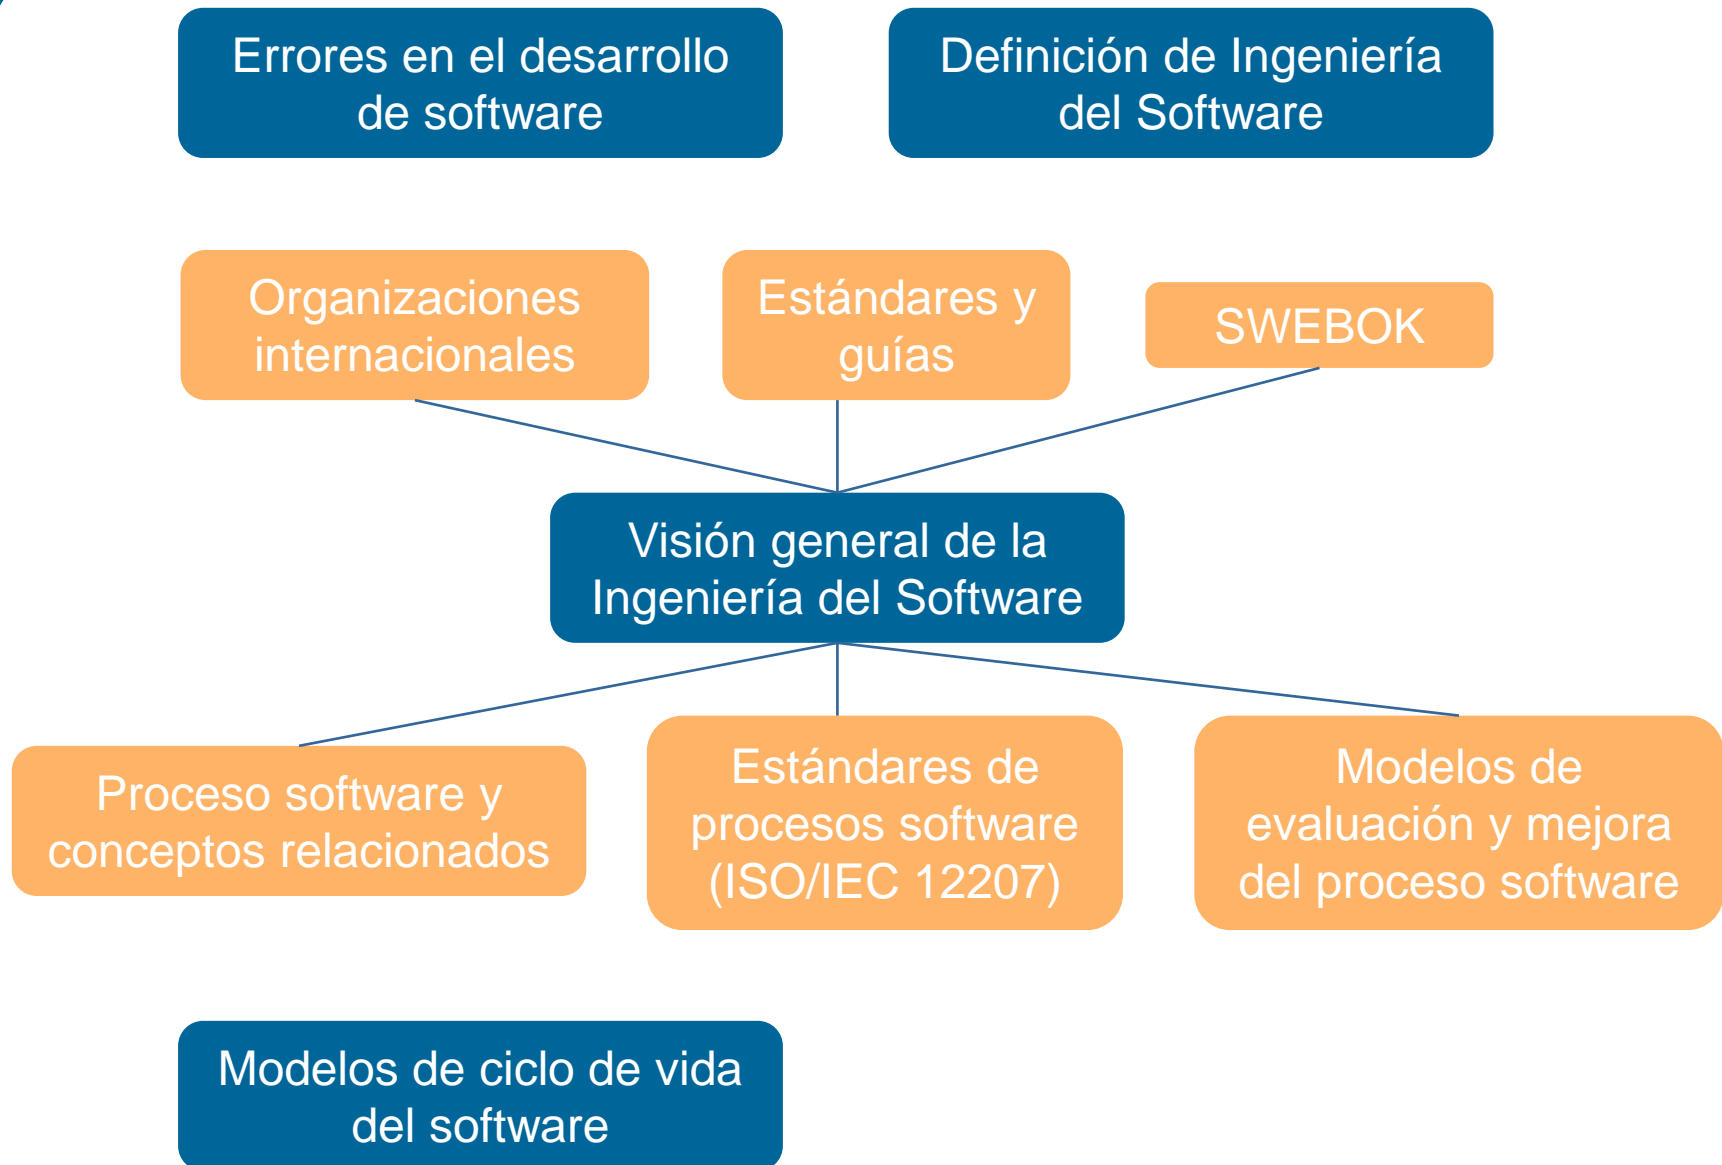 Errores en el desarrollo
de software
Definición de Ingeniería
del Software
Organizaciones
internacionales
Estándares y
guías
SWEBOK
Visión general de la
Ingeniería del Software
Proceso software y
conceptos relacionados
Estándares de
procesos software
(ISO/IEC 12207)
Modelos de
evaluación y mejora
del proceso software
Modelos de ciclo de vida
del software